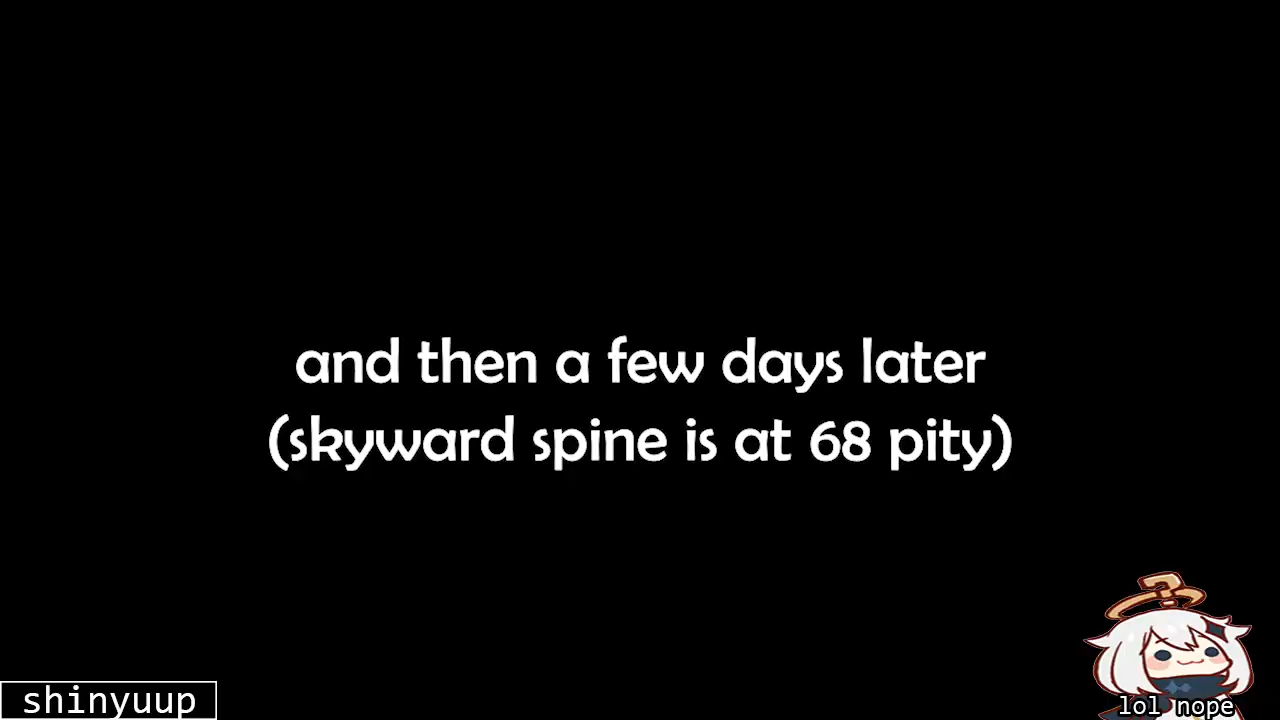 and then a few days later
(skyward spine is at 68 pity)
shinyuup
lol nope